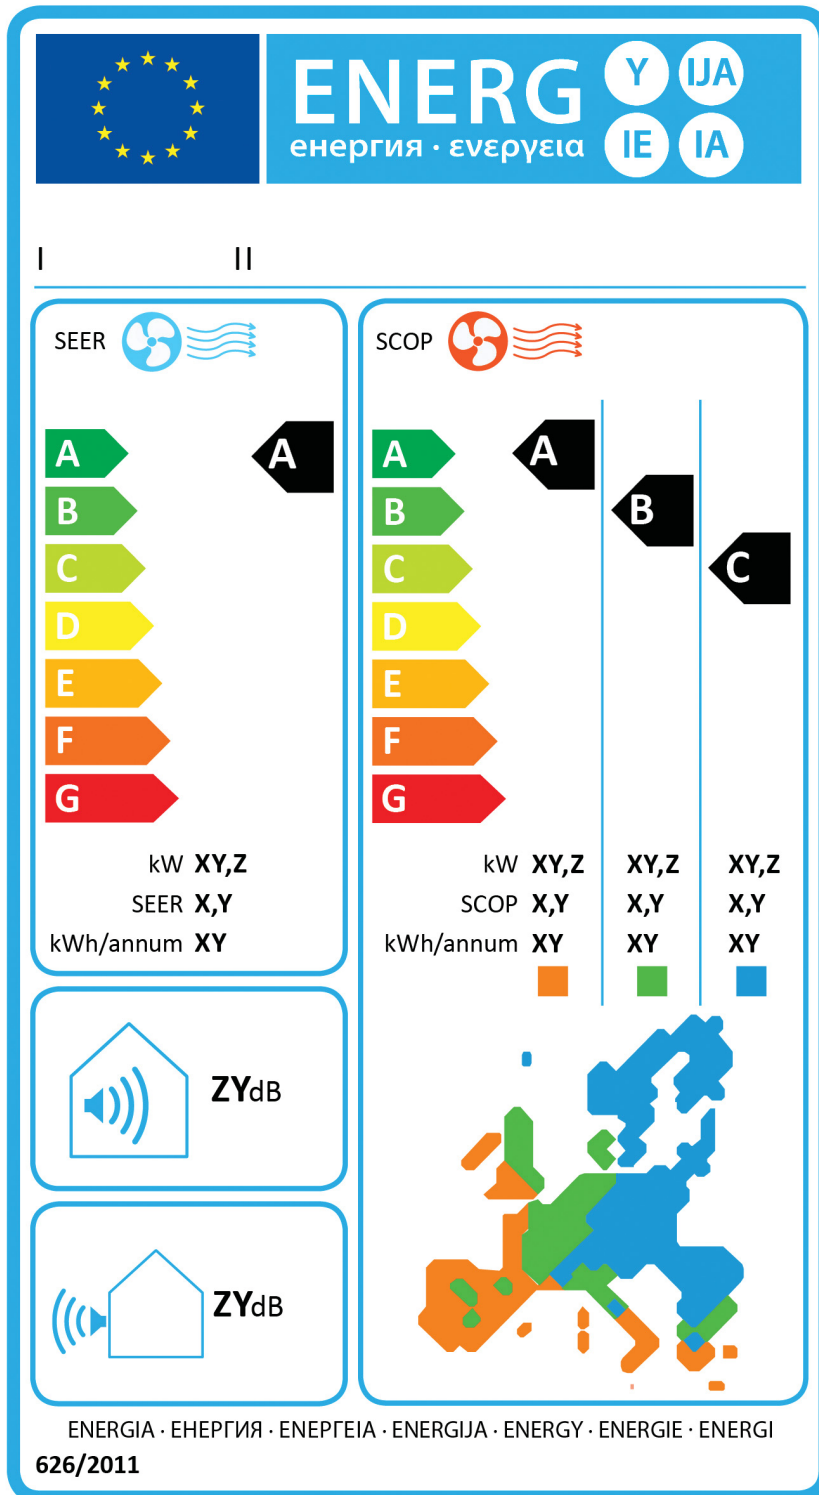 ENERG Y IJA
енергия · ενεργεια IE IA
I II
SEER
A A
B
C
D
E
F
G
kW XY,Z
SEER X,Y
kWh/annum XY
SCOP
A A
B B
C C
D
E
F
G
kW XY,Z XY,Z XY,Z
SCOP X,Y X,Y X,Y
kWh/annum XY XY XY
ZYdB
ZYdB
ENERGIA · ЕНЕРГИЯ · ΕΝΕΡΓΕΙΑ · ENERGIJA · ENERGY · ENERGIE · ENERGI
626/2011